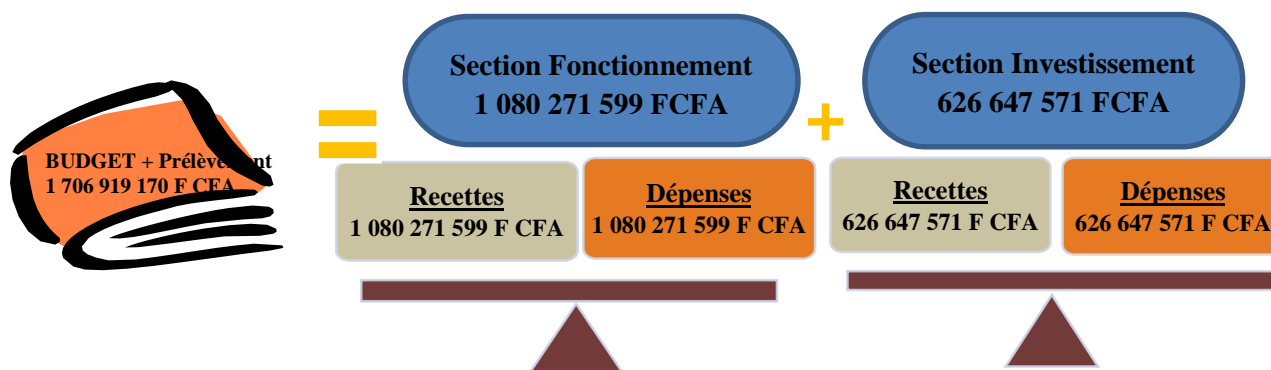 BUDGET + Prélèvement
1 706 919 170 F CFA
=
Section Fonctionnement
1 080 271 599 FCFA
Recettes
1 080 271 599 F CFA
Dépenses
1 080 271 599 F CFA
+
Section Investissement
626 647 571 FCFA
Recettes
626 647 571 F CFA
Dépenses
626 647 571 F CFA